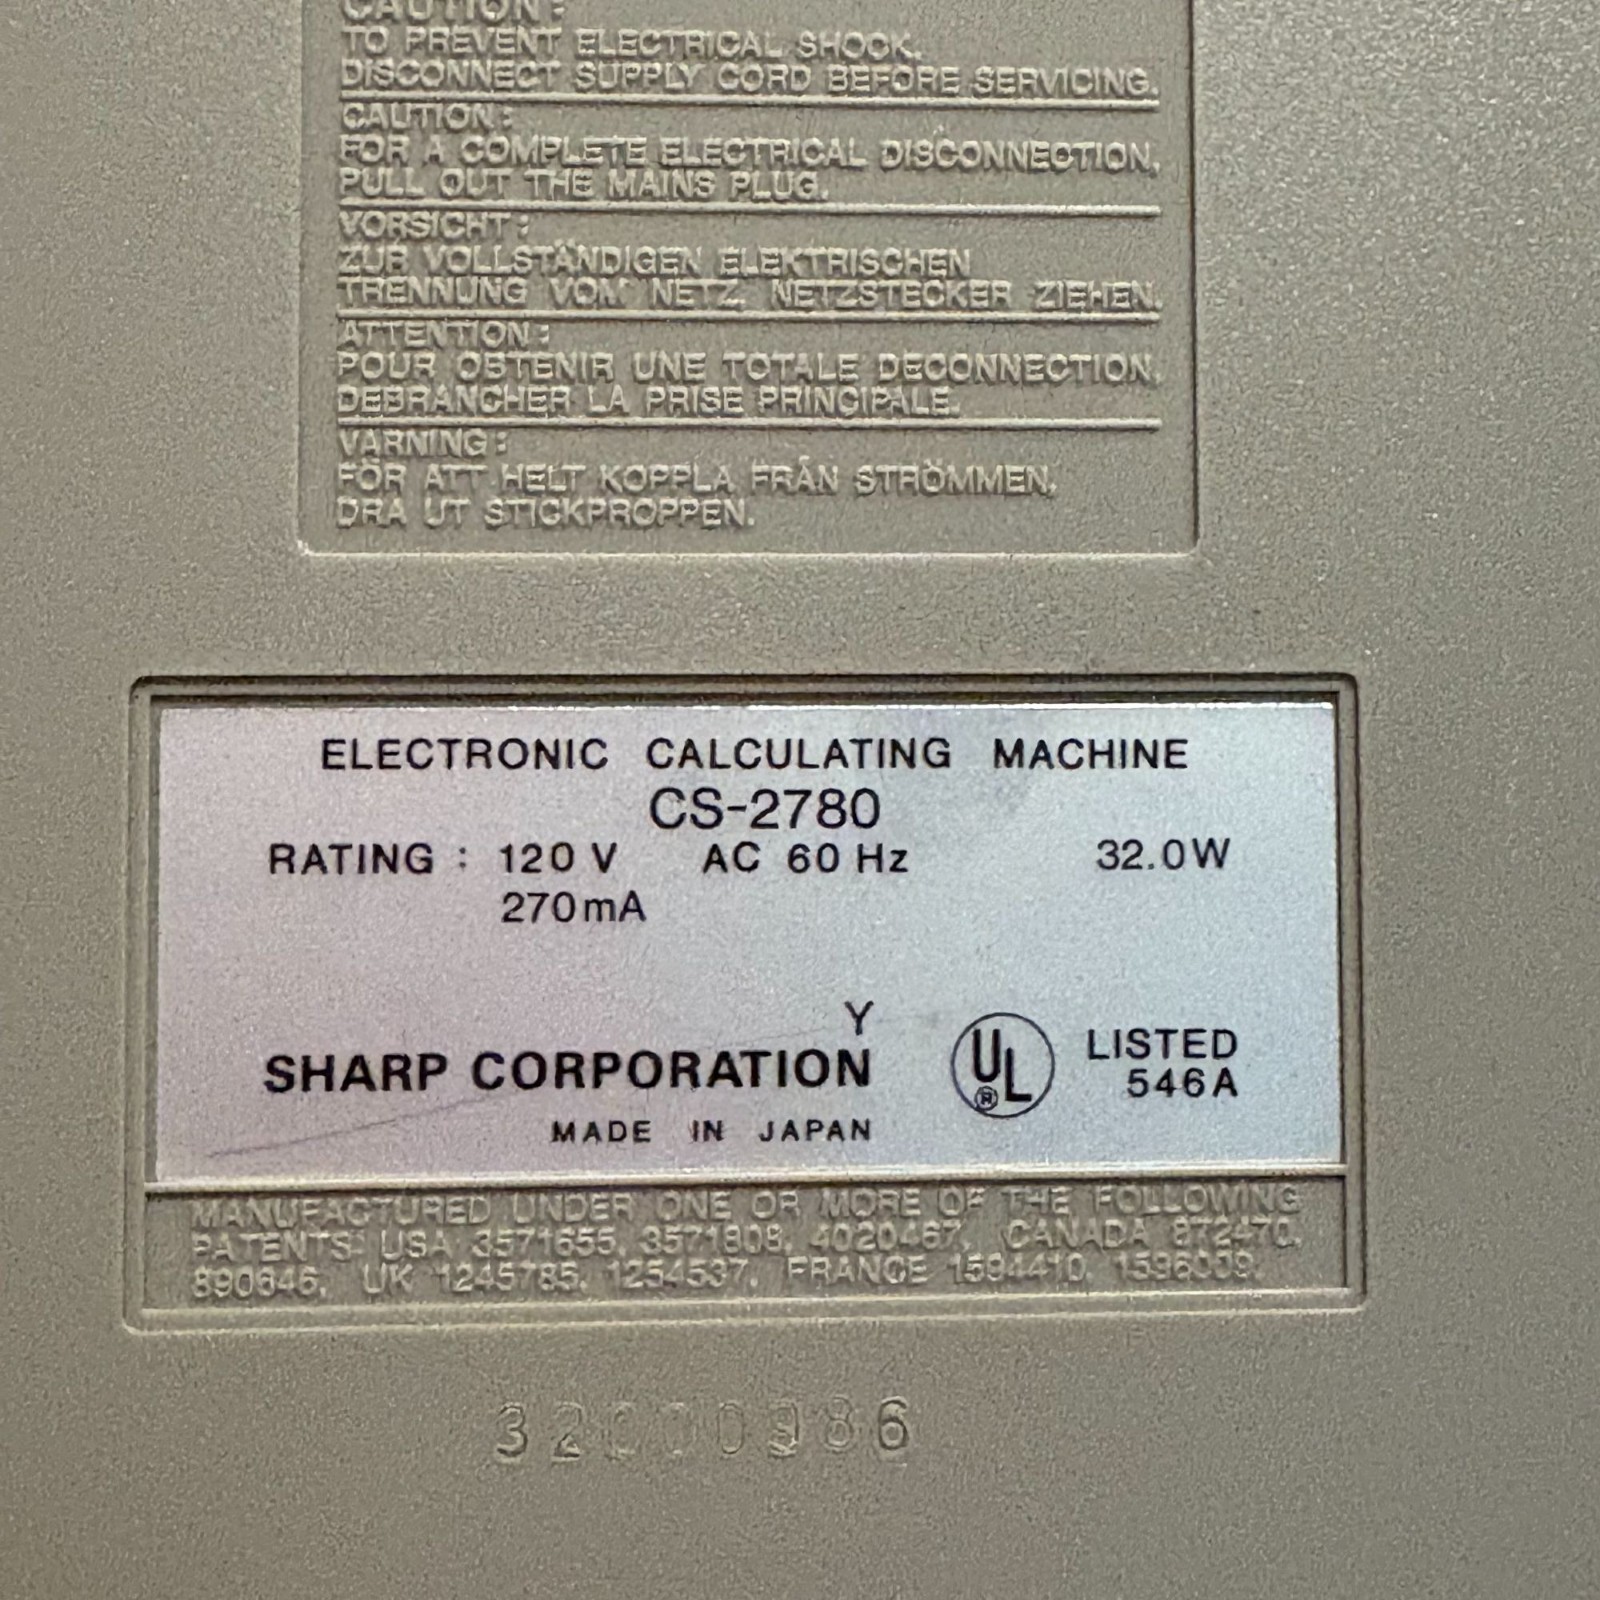 CAUTION:
TO PREVENT ELECTRICAL SHOCK,
DISCONNECT SUPPLY CORD BEFORE SERVICING.
CAUTION:
FOR A COMPLETE ELECTRICAL DISCONNECTION,
PULL OUT THE MAINS PLUG.
VORSICHT:
ZUR VOLLSTÄNDIGEN ELEKTRISCHEN
TRENNUNG VOM NETZ, NETZSTECKER ZIEHEN.
ATTENTION:
POUR OBTENIR UNE TOTALE DECONNECTION,
DEBRANCHER LA PRISE PRINCIPALE.
VARNING:
FÖR ATT HELT KOPPLA FRÅN STRÖMMEN,
DRA UT STICKPROPPEN.
ELECTRONIC CALCULATING MACHINE
CS-2780
RATING : 120 V AC 60 Hz 32.0W
270mA
Y
SHARP CORPORATION
MADE IN JAPAN
UL ® LISTED
546A
MANUFACTURED UNDER ONE OR MORE OF THE FOLLOWING
PATENTS: USA 3571655, 3571808, 4020467, CANADA 872470,
890646, UK 1245785, 1254537, FRANCE 1594410, 1596009.
32000986